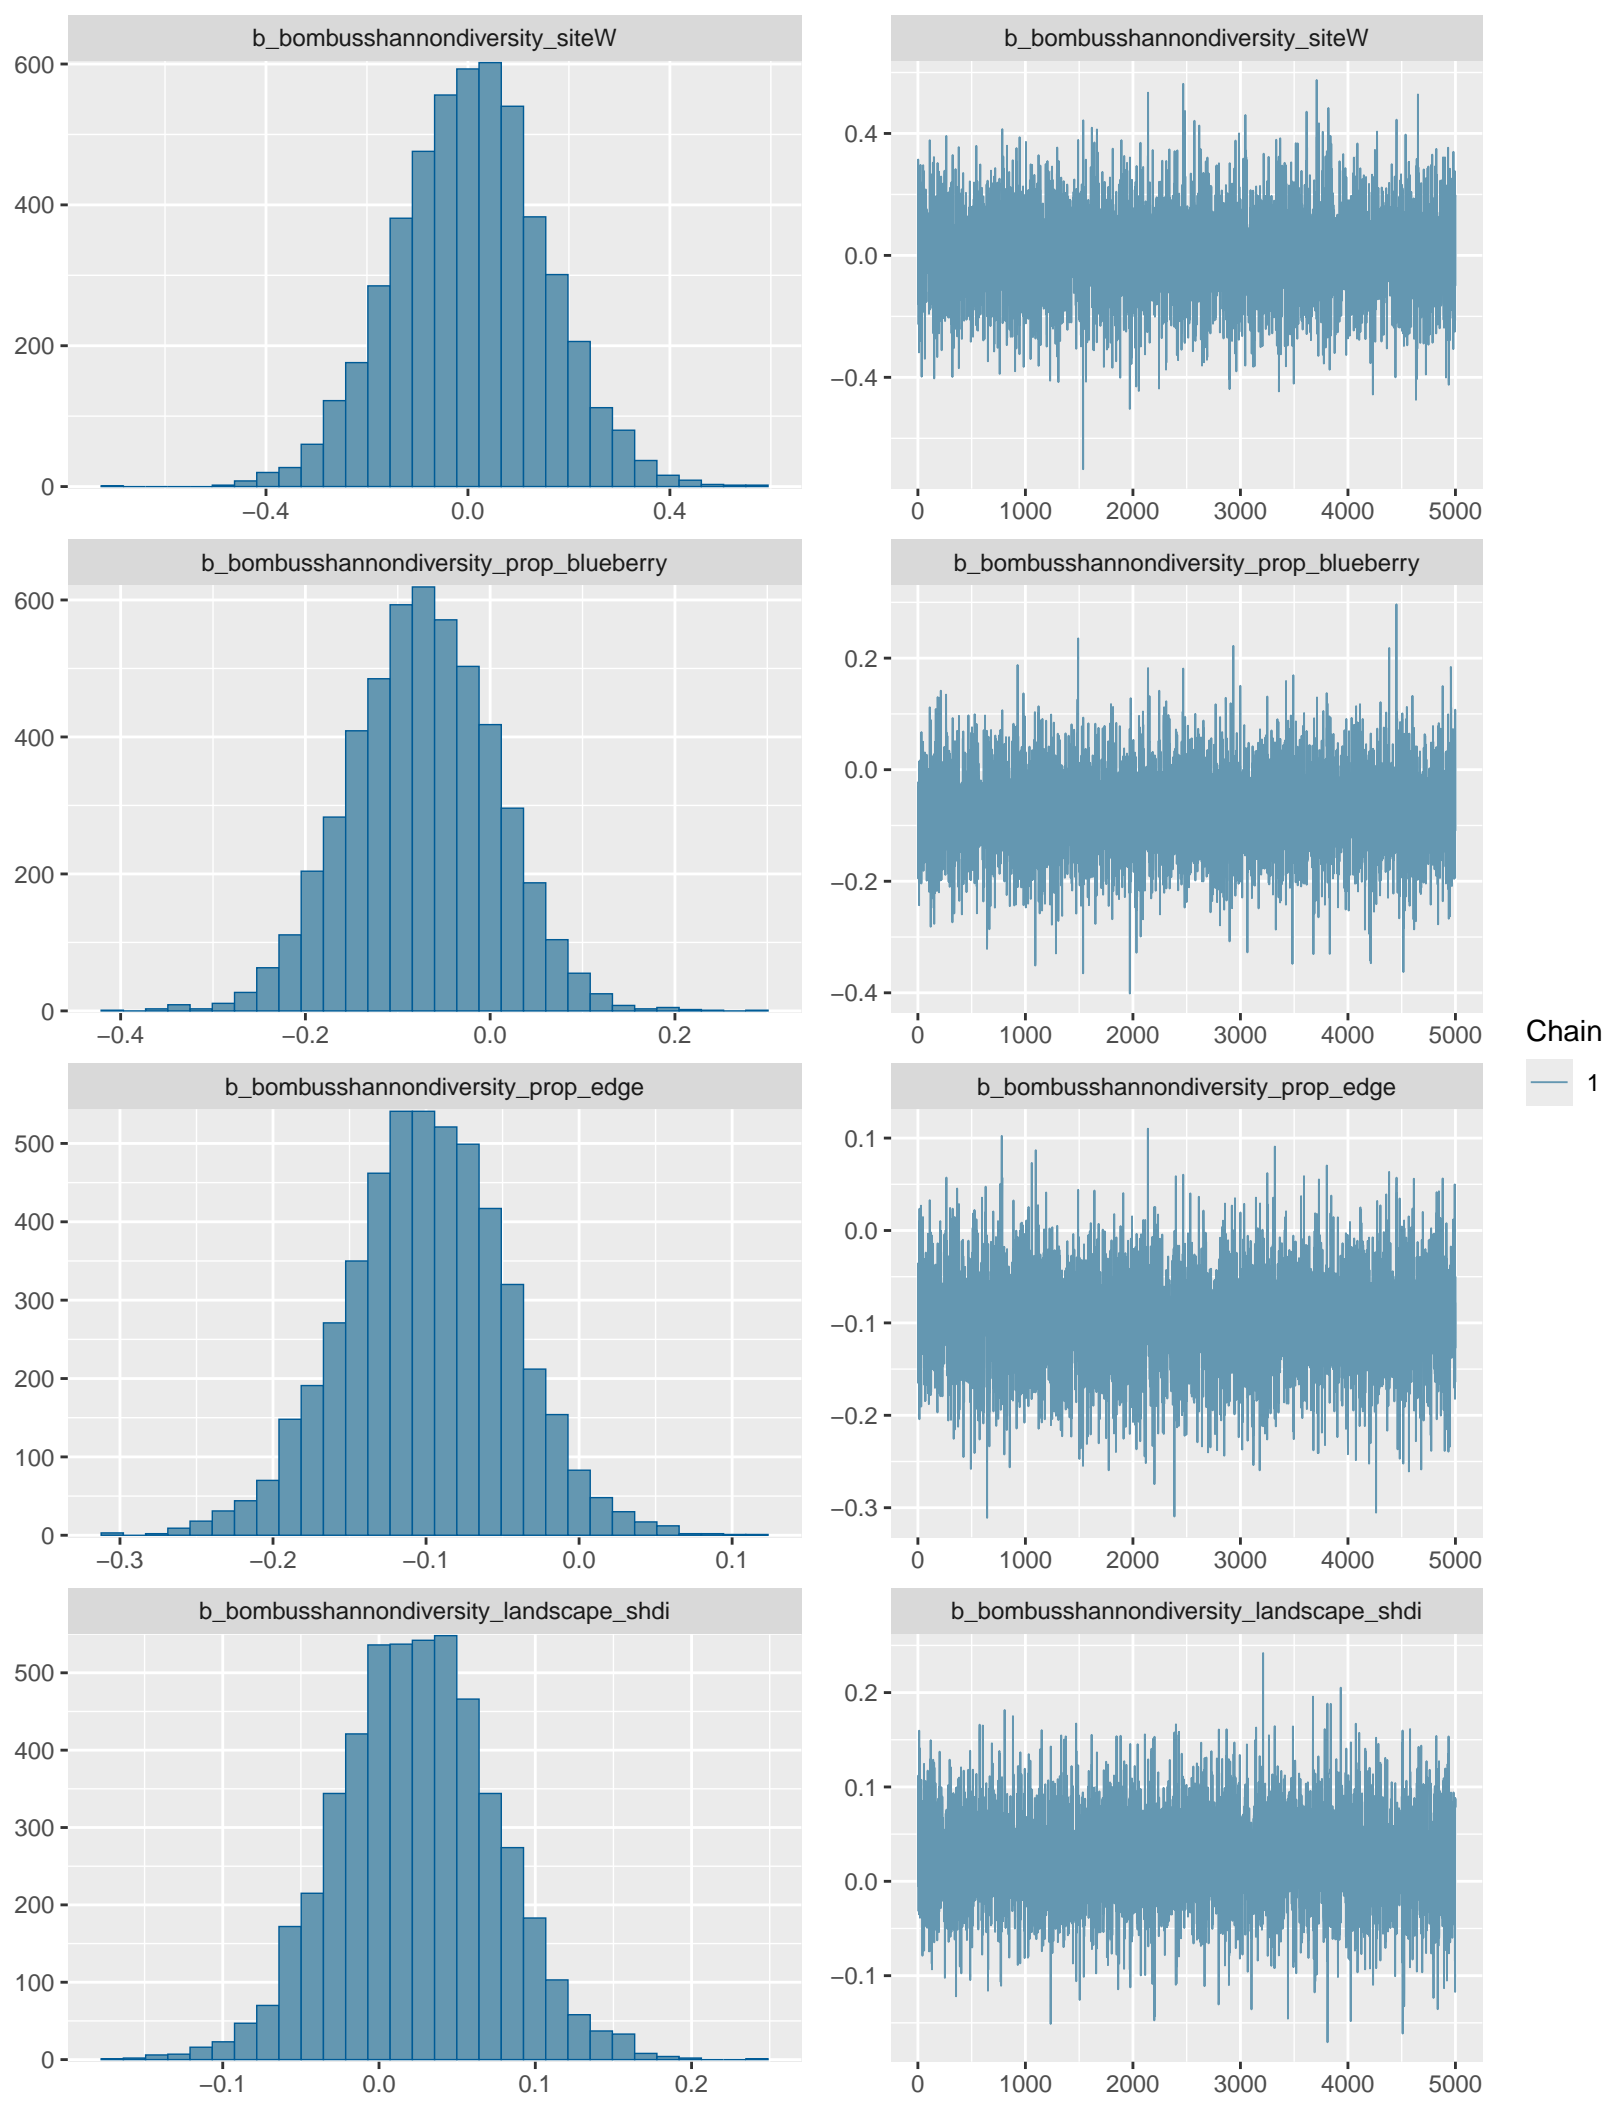 b_bombusshannondiversity_siteW
600
400
200
0
−0.4 0.0 0.4
b_bombusshannondiversity_siteW
0.4
0.0
−0.4
0 1000 2000 3000 4000 5000
b_bombusshannondiversity_prop_blueberry
600
400
200
0
−0.4 −0.2 0.0 0.2
b_bombusshannondiversity_prop_blueberry
0.2
0.0
−0.2
−0.4
0 1000 2000 3000 4000 5000
b_bombusshannondiversity_prop_edge
500
400
300
200
100
0
−0.3 −0.2 −0.1 0.0 0.1
b_bombusshannondiversity_prop_edge
0.1
0.0
−0.1
−0.2
−0.3
0 1000 2000 3000 4000 5000
b_bombusshannondiversity_landscape_shdi
500
400
300
200
100
0
−0.1 0.0 0.1 0.2
b_bombusshannondiversity_landscape_shdi
0.2
0.1
0.0
−0.1
0 1000 2000 3000 4000 5000
Chain
1